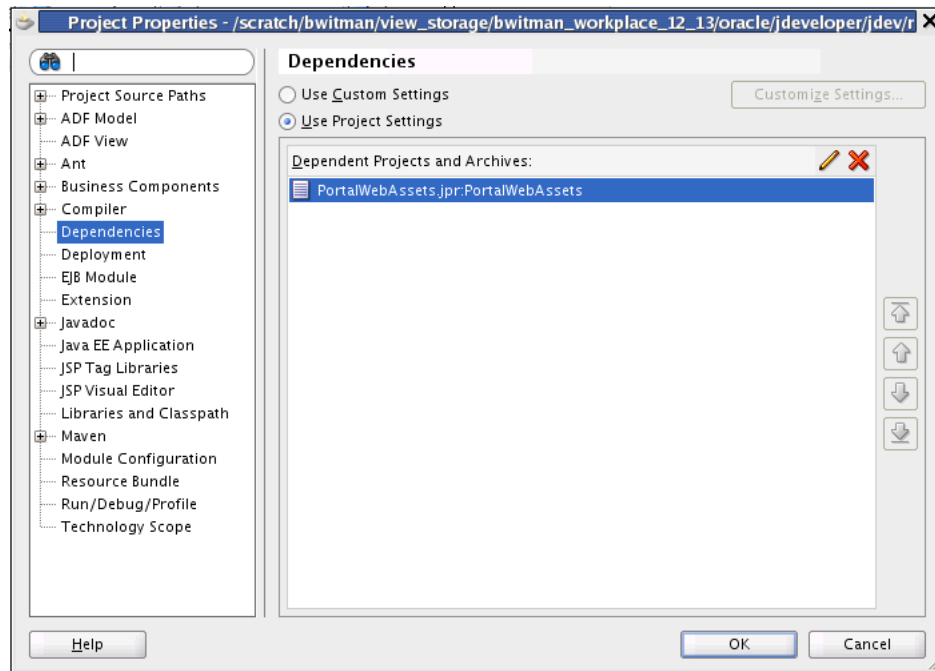 Project Properties - /scratch/bwitman/view_storage/bwitman_workplace_12_13/oracle/jdeveloper/jdev/r
Dependencies
Project Source Paths
ADF Model
ADF View
Ant
Business Components
Compiler
Dependencies
Deployment
EJB Module
Extension
Javadoc
Java EE Application
JSP Tag Libraries
JSP Visual Editor
Libraries and Classpath
Maven
Module Configuration
Resource Bundle
Run/Debug/Profile
Technology Scope
Use Custom Settings
Customize Settings...
Use Project Settings
Dependent Projects and Archives:
PortalWebAssets.jpr:PortalWebAssets
Help
OK
Cancel